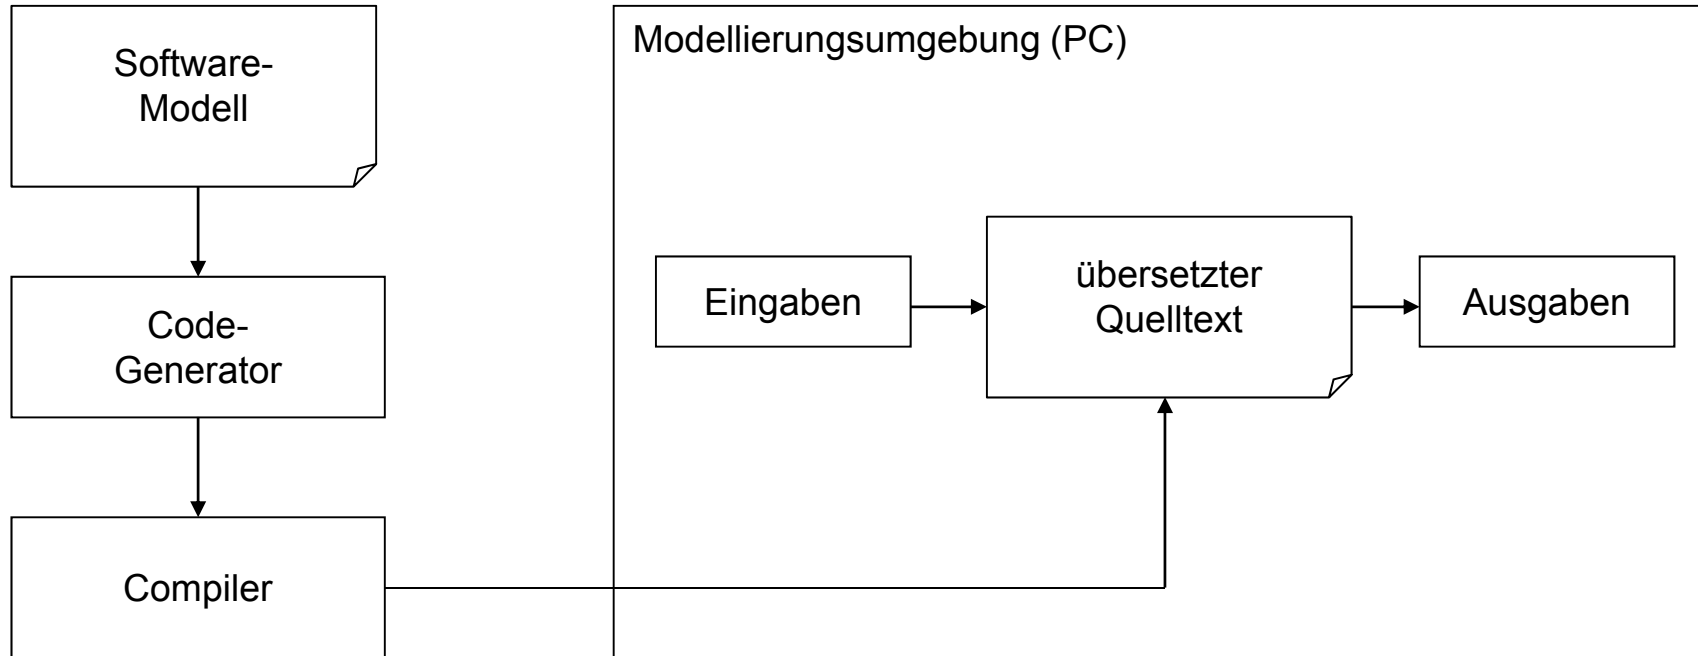 Software-
Modell
Code-
Generator
Compiler
Modellierungsumgebung (PC)
Eingaben
übersetzter
Quelltext
Ausgaben